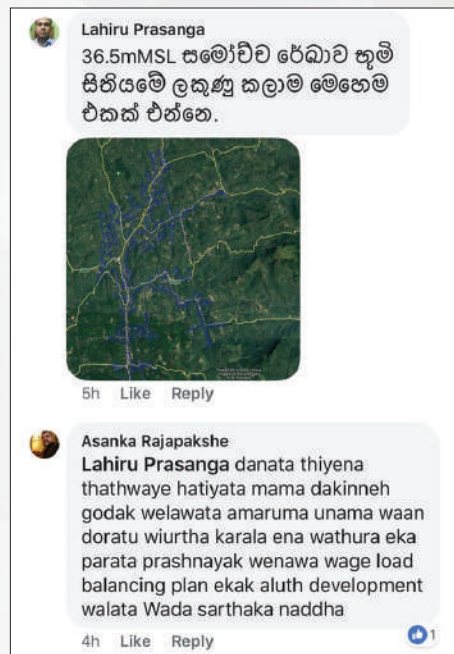 Lahiru Prasanga
36.5mMSL සමෝච්ච රේඛාව භූමි
සිතියමේ ලකුණු කලාම මෙහෙම
එකක් එන්නෙ.
5h Like Reply
Asanka Rajapakshe
Lahiru Prasanga danata thiyena
thathwaye hatiyata mama dakinneh
godak welawata amaruma unama waan
doratu wiurtha karala ena wathura eka
parata prashnayak wenawa wage load
balancing plan ekak aluth development
walata Wada sarthaka naddha
4h Like Reply
1